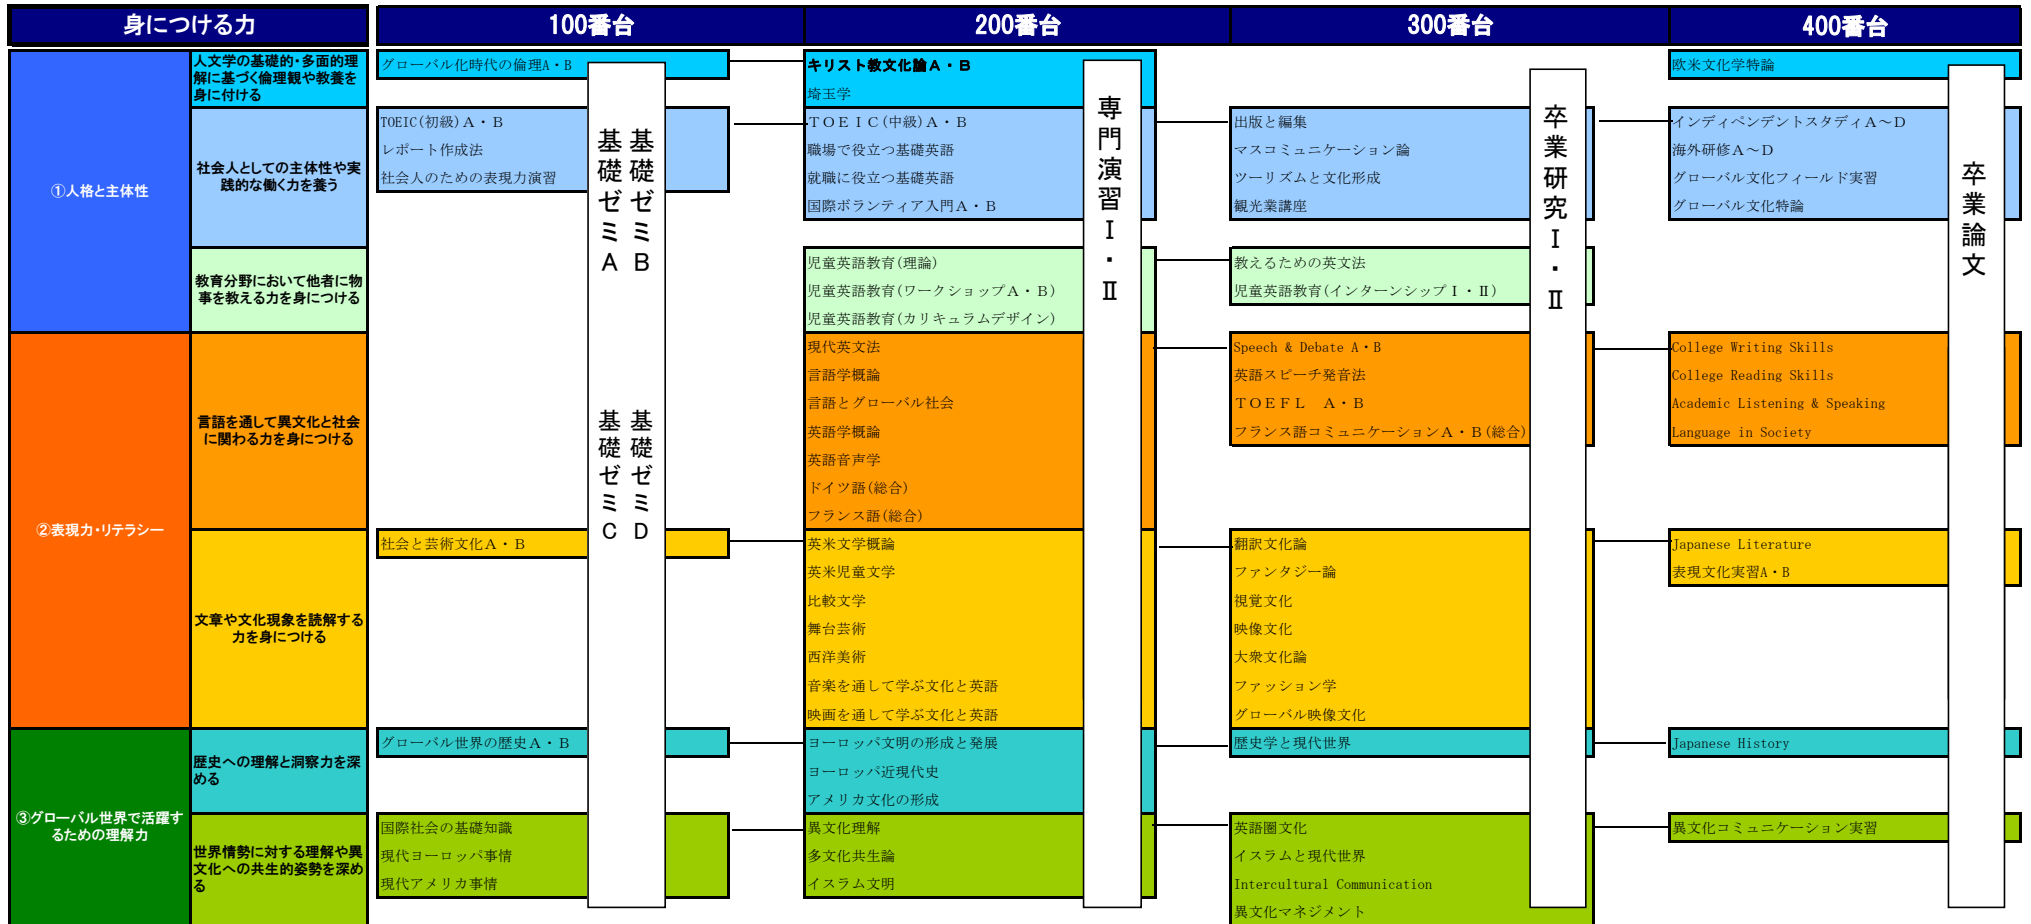 身につける力
100番台
200番台
300番台
400番台
①人格と主体性
人文学の基礎的・多面的理
解に基づく倫理観や教養を
身に付ける
グローバル化時代の倫理A・B
キリスト教文化論A・B
埼玉学
欧米文化学特論
社会人としての主体性や実
践的な働く力を養う
TOEIC(初級)A・B
レポート作成法
社会人のための表現力演習
TOEIC(中級)A・B
職場で役立つ基礎英語
就職に役立つ基礎英語
国際ボランティア入門A・B
出版と編集
マスコミュニケーション論
ツーリズムと文化形成
観光業講座
インディペンデントスタディA～D
海外研修A～D
グローバル文化フィールド実習
グローバル文化特論
教育分野において他者に物
事を教える力を身につける
児童英語教育(理論)
児童英語教育(ワークショップA・B)
児童英語教育(カリキュラムデザイン)
教えるための英文法
児童英語教育(インターンシップⅠ・Ⅱ)
②表現力・リテラシー
言語を通して異文化と社会
に関わる力を身につける
現代英文法
言語学概論
言語とグローバル社会
英語学概論
英語音声学
ドイツ語(総合)
フランス語(総合)
Speech & Debate A・B
英語スピーチ発音法
TOEFL A・B
フランス語コミュニケーションA・B(総合)
College Writing Skills
College Reading Skills
Academic Listening & Speaking
Language in Society
文章や文化現象を読解する
力を身につける
社会と芸術文化A・B
英米文学概論
英米児童文学
比較文学
舞台芸術
西洋美術
音楽を通して学ぶ文化と英語
映画を通して学ぶ文化と英語
翻訳文化論
ファンタジー論
視覚文化
映像文化
大衆文化論
ファッション学
グローバル映像文化
Japanese Literature
表現文化実習A・B
③グローバル世界で活躍す
るための理解力
歴史への理解と洞察力を深
める
グローバル世界の歴史A・B
ヨーロッパ文明の形成と発展
ヨーロッパ近現代史
アメリカ文化の形成
歴史学と現代世界
Japanese History
世界情勢に対する理解や異
文化への共生的姿勢を深め
る
国際社会の基礎知識
現代ヨーロッパ事情
現代アメリカ事情
異文化理解
多文化共生論
イスラム文明
英語圏文化
イスラムと現代世界
Intercultural Communication
異文化マネジメント
異文化コミュニケーション実習
基礎ゼミA
基礎ゼミB
基礎ゼミC
基礎ゼミD
専門演習Ⅰ・Ⅱ
卒業研究Ⅰ・Ⅱ
卒業論文